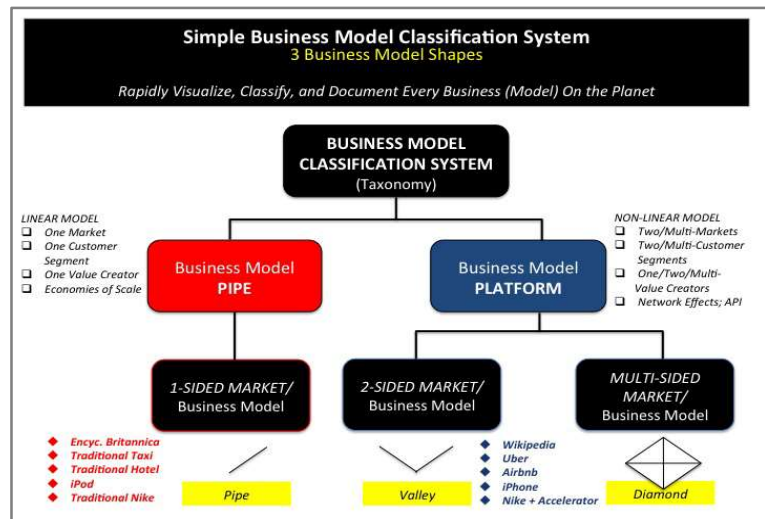 Simple Business Model Classification System
3 Business Model Shapes
Rapidly Visualize, Classify, and Document Every Business (Model) On the Planet
BUSINESS MODEL
CLASSIFICATION SYSTEM
(Taxonomy)
LINEAR MODEL
One Market
One Customer
Segment
One Value Creator
Economies of Scale
Business Model
PIPE
Business Model
PLATFORM
NON-LINEAR MODEL
Two/Multi-Markets
Two/Multi-Customer
Segments
One/Two/Multi-
Value Creators
Network Effects; API
1-SIDED MARKET/
Business Model
2-SIDED MARKET/
Business Model
MULTI-SIDED
MARKET/
Business Model
Encyc. Britannica
Traditional Taxi
Traditional Hotel
iPod
Traditional Nike
Pipe
Valley
Wikipedia
Uber
Airbnb
iPhone
Nike + Accelerator
Diamond